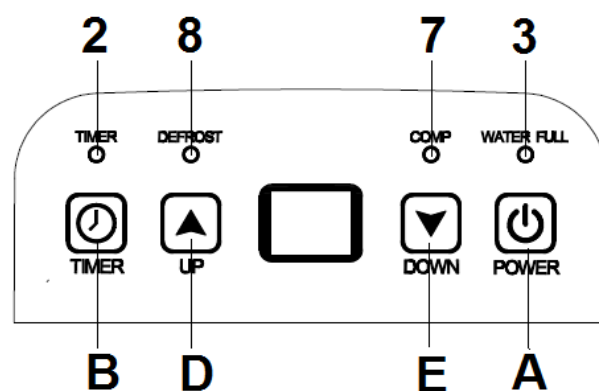 2 8 7 3
TIMER DEFROST COMP WATER FULL
TIMER UP DOWN POWER
B D E A